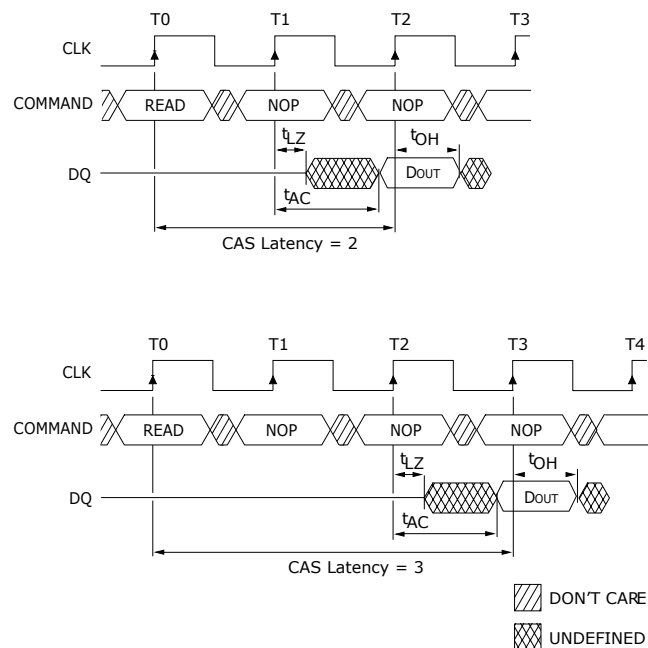 T0 T1 T2 T3
CLK
COMMAND READ NOP NOP
tLZ tOH
DQ DOUT
tAC
CAS Latency = 2
T0 T1 T2 T3 T4
CLK
COMMAND READ NOP NOP NOP
tLZ tOH
DQ DOUT
tAC
CAS Latency = 3
DON'T CARE
UNDEFINED